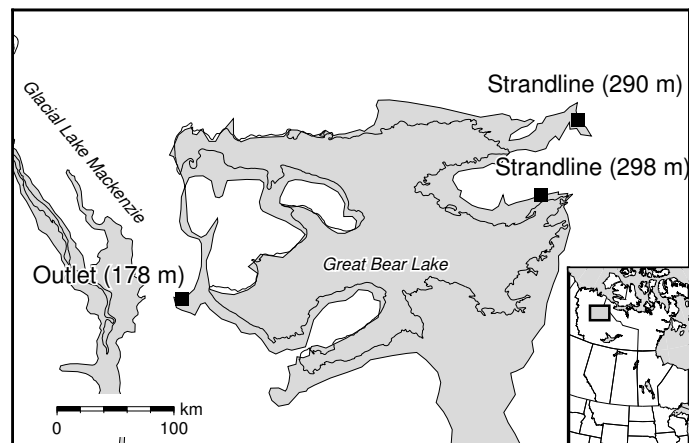 Strandline (290 m)
Glacial Lake Mackenzie
Strandline (298 m)
Great Bear Lake
Outlet (178 m)
km
0 100